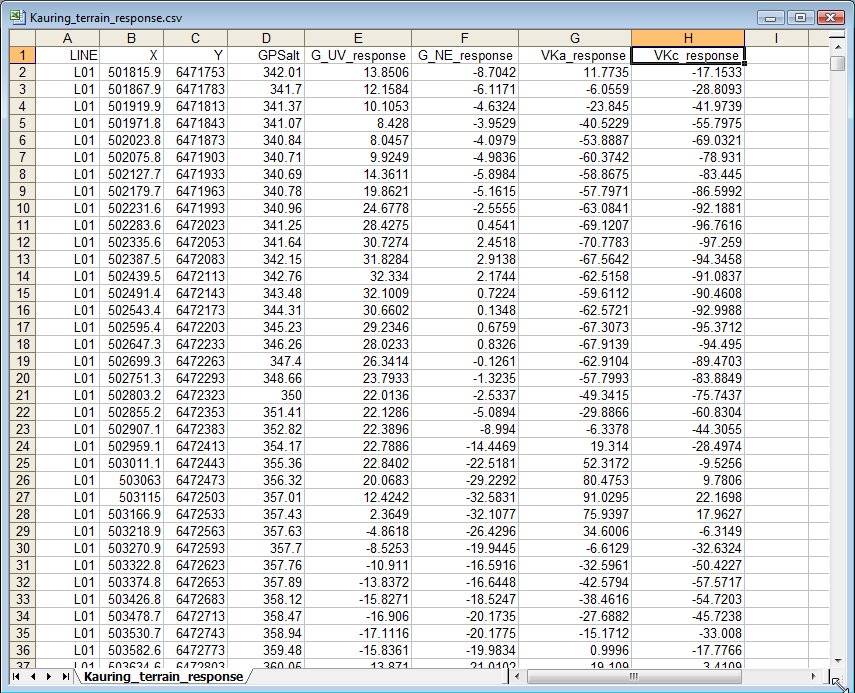 Kauring_terrain_response.csv
A B C D E F G H I
1 LINE X Y GPSalt G_UV_response G_NE_response VKa_response VKc_response
2 L01 501815.9 6471753 342.01 13.8506 -8.7042 11.7735 -17.1533
3 L01 501867.9 6471783 341.7 12.1584 -6.1171 -6.0559 -28.8093
4 L01 501919.9 6471813 341.37 10.1053 -4.6324 -23.845 -41.9739
5 L01 501971.8 6471843 341.07 8.428 -3.9529 -40.5229 -55.7975
6 L01 502023.8 6471873 340.84 8.0457 -4.0979 -53.8887 -69.0321
7 L01 502075.8 6471903 340.71 9.9249 -4.9836 -60.3742 -78.931
8 L01 502127.7 6471933 340.69 14.3611 -5.8984 -58.8675 -83.445
9 L01 502179.7 6471963 340.78 19.8621 -5.1615 -57.7971 -86.5992
10 L01 502231.6 6471993 340.96 24.6778 -2.5555 -63.0841 -92.1881
11 L01 502283.6 6472023 341.25 28.4275 0.4541 -69.1207 -96.7616
12 L01 502335.6 6472053 341.64 30.7274 2.4518 -70.7783 -97.259
13 L01 502387.5 6472083 342.15 31.8284 2.9138 -67.5642 -94.3458
14 L01 502439.5 6472113 342.76 32.334 2.1744 -62.5158 -91.0837
15 L01 502491.4 6472143 343.48 32.1009 0.7224 -59.6112 -90.4608
16 L01 502543.4 6472173 344.31 30.6602 0.1348 -62.5721 -92.9988
17 L01 502595.4 6472203 345.23 29.2346 0.6759 -67.3073 -95.3712
18 L01 502647.3 6472233 346.26 28.0233 0.8326 -67.9139 -94.495
19 L01 502699.3 6472263 347.4 26.3414 -0.1261 -62.9104 -89.4703
20 L01 502751.3 6472293 348.66 23.7933 -1.3235 -57.7993 -83.8849
21 L01 502803.2 6472323 350 22.0136 -2.5337 -49.3415 -75.7437
22 L01 502855.2 6472353 351.41 22.1286 -5.0894 -29.8866 -60.8304
23 L01 502907.1 6472383 352.82 22.3896 -8.994 -6.3378 -44.3055
24 L01 502959.1 6472413 354.17 22.7886 -14.4469 19.314 -28.4974
25 L01 503011.1 6472443 355.36 22.8402 -22.5181 52.3172 -9.5256
26 L01 503063 6472473 356.32 20.0683 -29.2292 80.4753 9.7806
27 L01 503115 6472503 357.01 12.4242 -32.5831 91.0295 22.1698
28 L01 503166.9 6472533 357.43 2.3649 -32.1077 75.9397 17.9627
29 L01 503218.9 6472563 357.63 -4.8618 -26.4296 34.6006 -6.3149
30 L01 503270.9 6472593 357.7 -8.5253 -19.9445 -6.6129 -32.6324
31 L01 503322.8 6472623 357.76 -10.911 -16.5916 -32.5961 -50.4227
32 L01 503374.8 6472653 357.89 -13.8372 -16.6448 -42.5794 -57.5717
33 L01 503426.8 6472683 358.12 -15.8271 -18.5247 -38.4616 -54.7203
34 L01 503478.7 6472713 358.47 -16.906 -20.1735 -27.6882 -45.7238
35 L01 503530.7 6472743 358.94 -17.1116 -20.1775 -15.1712 -33.008
36 L01 503582.6 6472773 359.48 -15.8361 -19.9834 0.9996 -17.7766
37 L01 503634.6 6472803 360.05 -13.871 -21.0102 19.109 -3.4109
Kauring_terrain_response